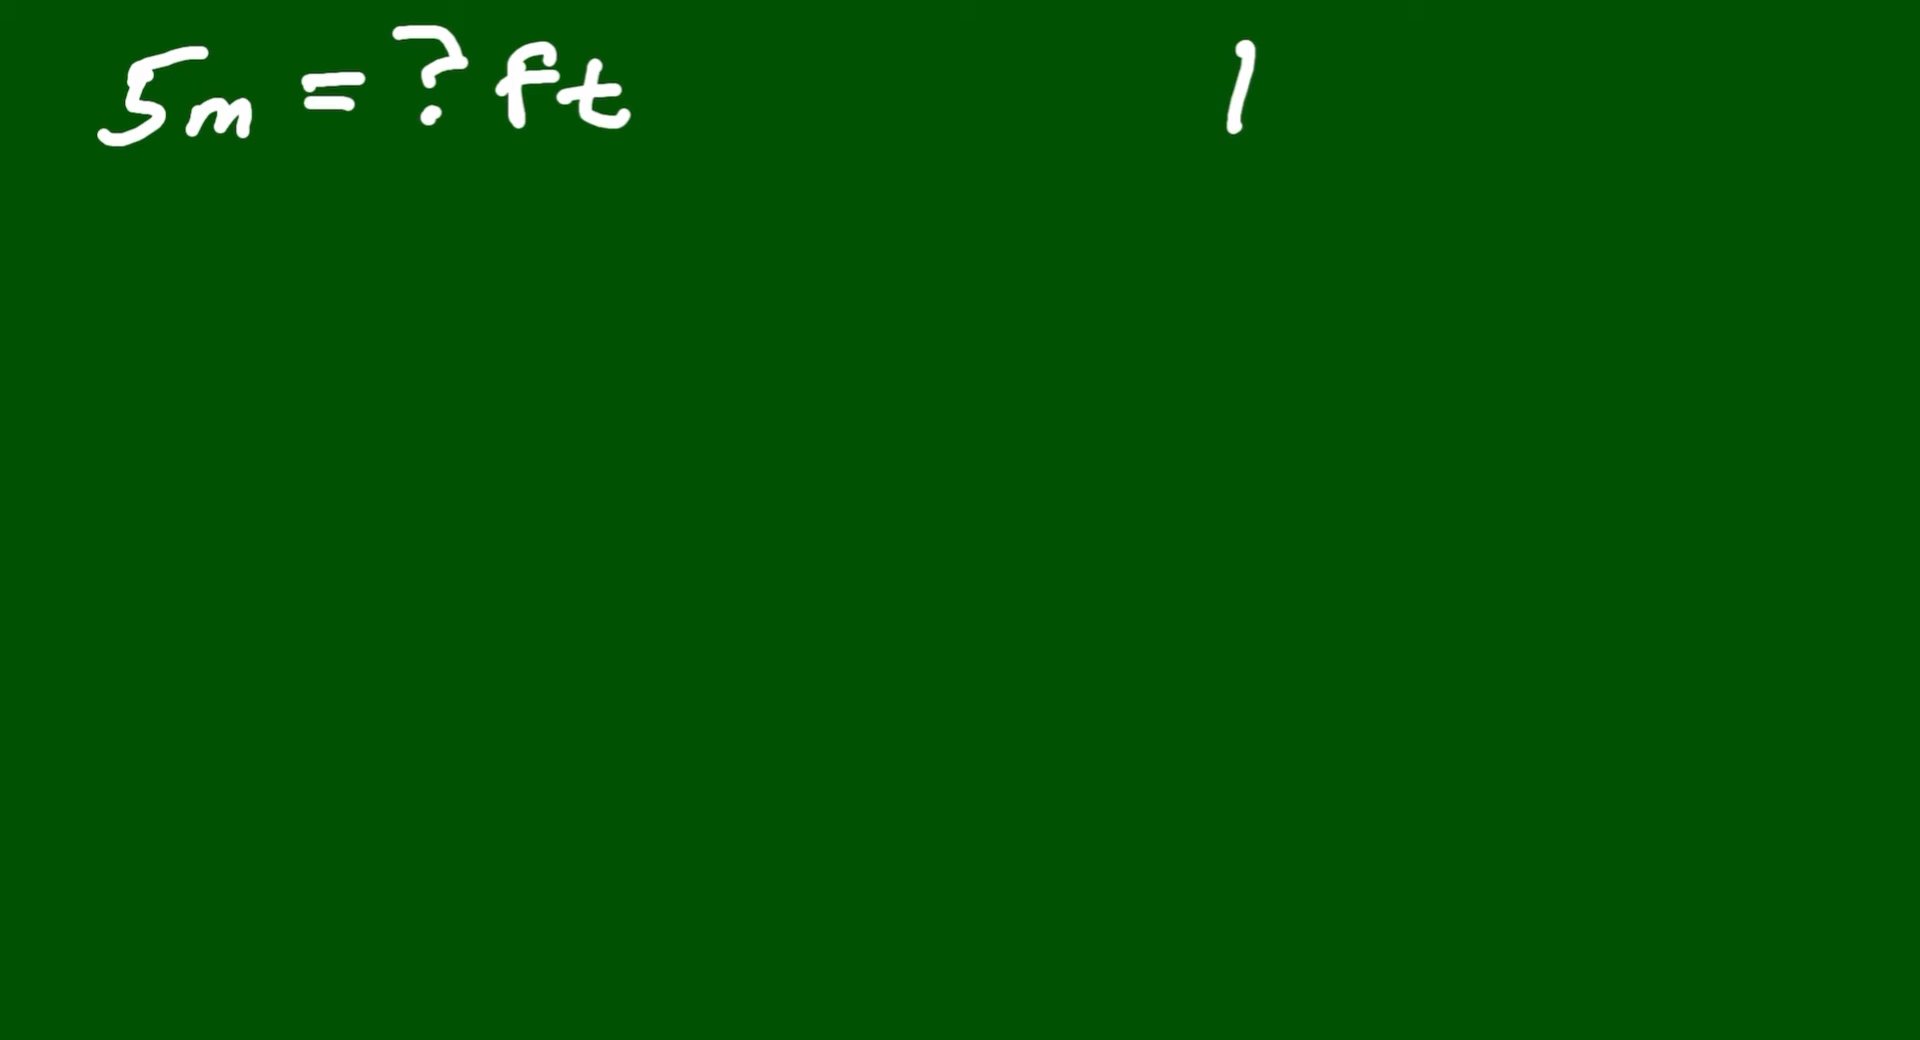 5m = ? ft 1